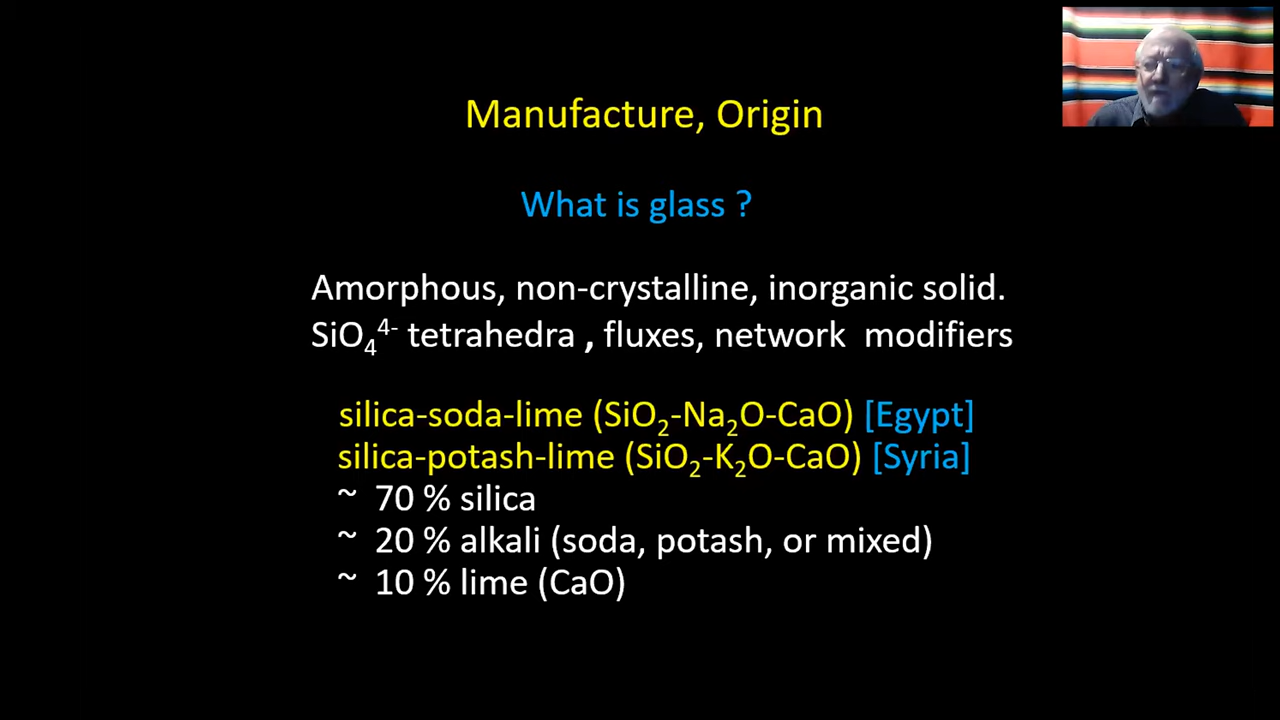 Manufacture, Origin
What is glass ?
Amorphous, non-crystalline, inorganic solid.
SiO₄⁴⁻ tetrahedra , fluxes, network modifiers
silica-soda-lime (SiO₂-Na₂O-CaO) [Egypt]
silica-potash-lime (SiO₂-K₂O-CaO) [Syria]
~ 70 % silica
~ 20 % alkali (soda, potash, or mixed)
~ 10 % lime (CaO)